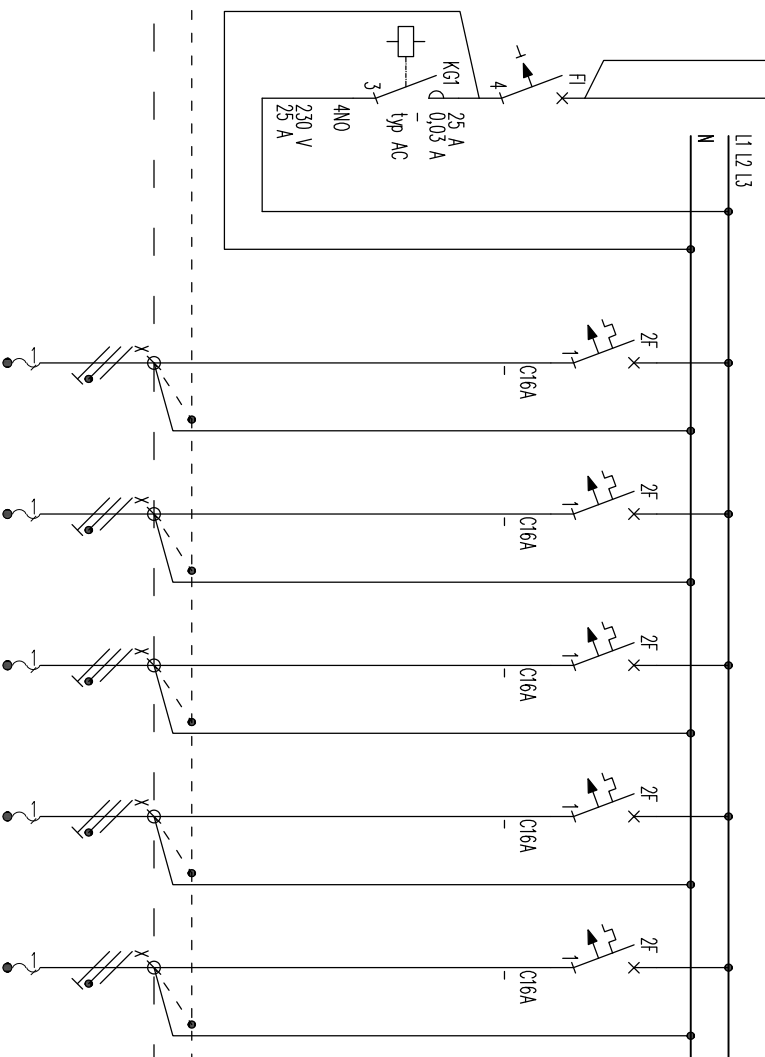 FI
4
25 A
0,03 A
–
typ AC
KG1
3
4NO
230 V
25 A
L1 L2 L3
N
2F
1
C16A
–
X
1
2F
1
C16A
–
X
1
2F
1
C16A
–
X
1
2F
1
C16A
–
X
1
2F
1
C16A
–
X
1